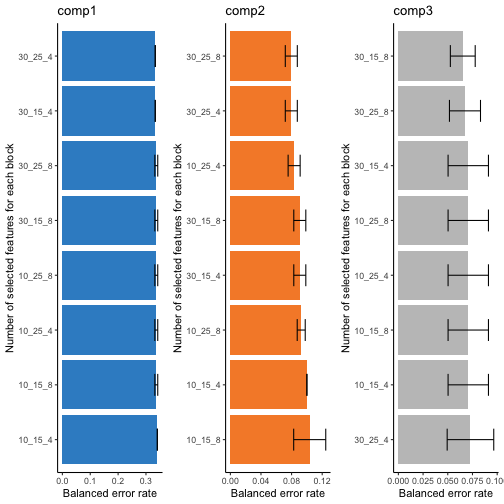 comp1
Number of selected features for each block
30_25_4
30_15_4
30_25_8
30_15_8
10_25_8
10_25_4
10_15_8
10_15_4
0.0 0.1 0.2 0.3
Balanced error rate
comp2
Number of selected features for each block
30_25_8
30_25_4
10_25_4
30_15_8
30_15_4
10_25_8
10_15_4
10_15_8
0.00 0.04 0.08 0.12
Balanced error rate
comp3
Number of selected features for each block
30_15_8
30_25_8
30_15_4
10_25_8
10_25_4
10_15_8
10_15_4
30_25_4
0.000 0.025 0.050 0.075 0.100
Balanced error rate